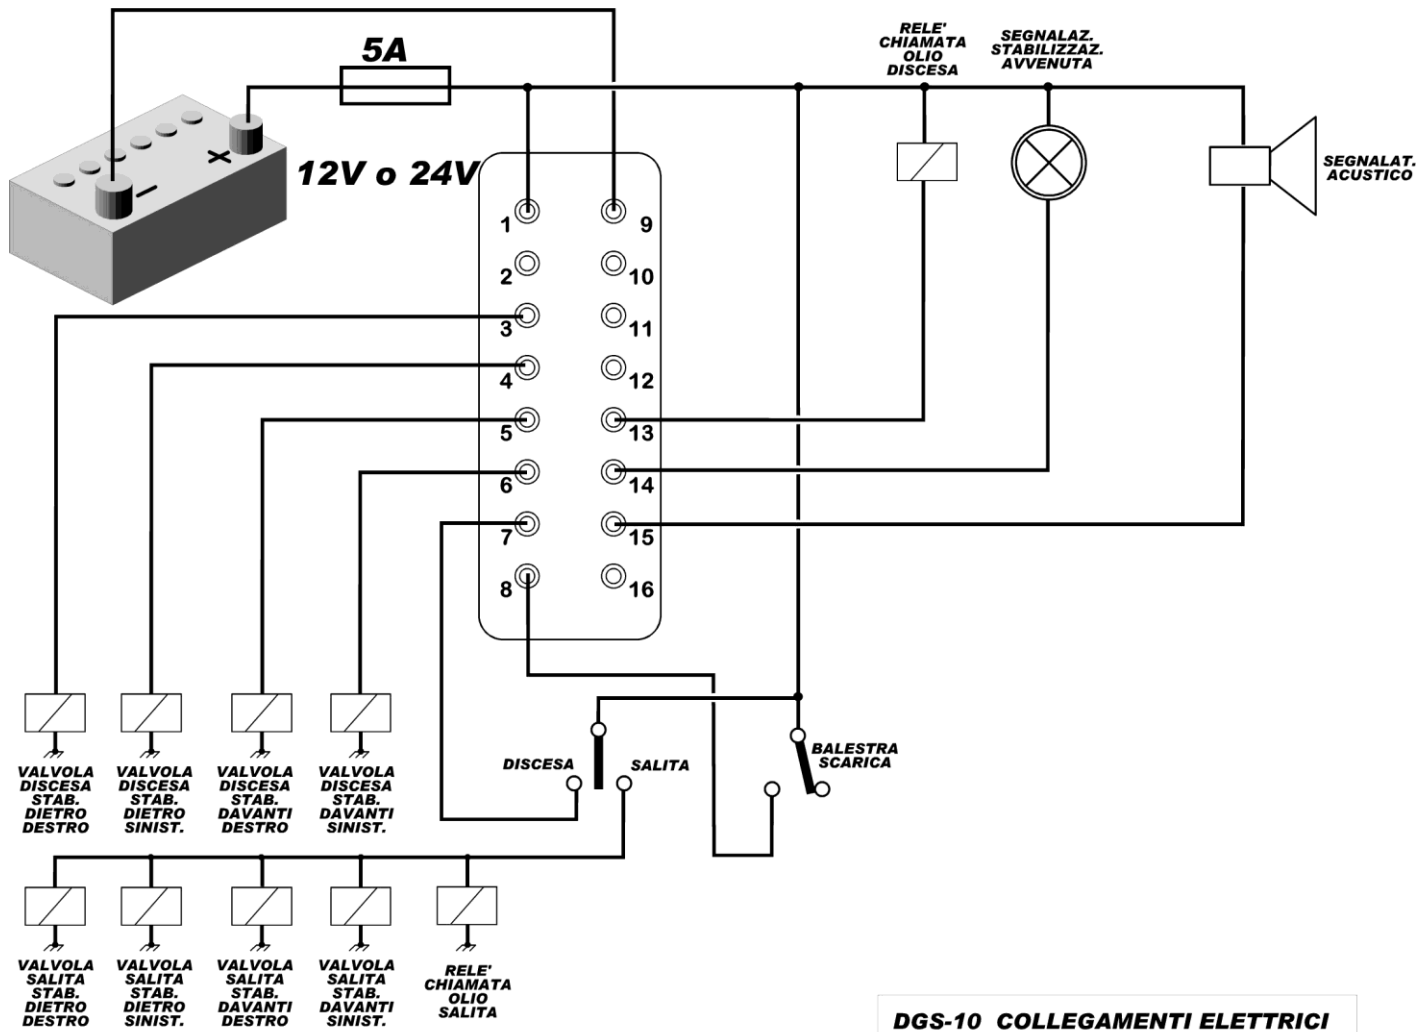 5A
12V o 24V
+
-
RELE'
CHIAMATA
OLIO
DISCESA
SEGNALAZ.
STABILIZZAZ.
AVVENUTA
SEGNALAT.
ACUSTICO
1
9
2
10
3
11
4
12
5
13
6
14
7
15
8
16
DISCESA
SALITA
BALESTRA
SCARICA
VALVOLA
DISCESA
STAB.
DIETRO
DESTRO
VALVOLA
DISCESA
STAB.
DIETRO
SINIST.
VALVOLA
DISCESA
STAB.
DAVANTI
DESTRO
VALVOLA
DISCESA
STAB.
DAVANTI
SINIST.
VALVOLA
SALITA
STAB.
DIETRO
DESTRO
VALVOLA
SALITA
STAB.
DIETRO
SINIST.
VALVOLA
SALITA
STAB.
DAVANTI
DESTRO
VALVOLA
SALITA
STAB.
DAVANTI
SINIST.
RELE'
CHIAMATA
OLIO
SALITA
DGS-10 COLLEGAMENTI ELETTRICI